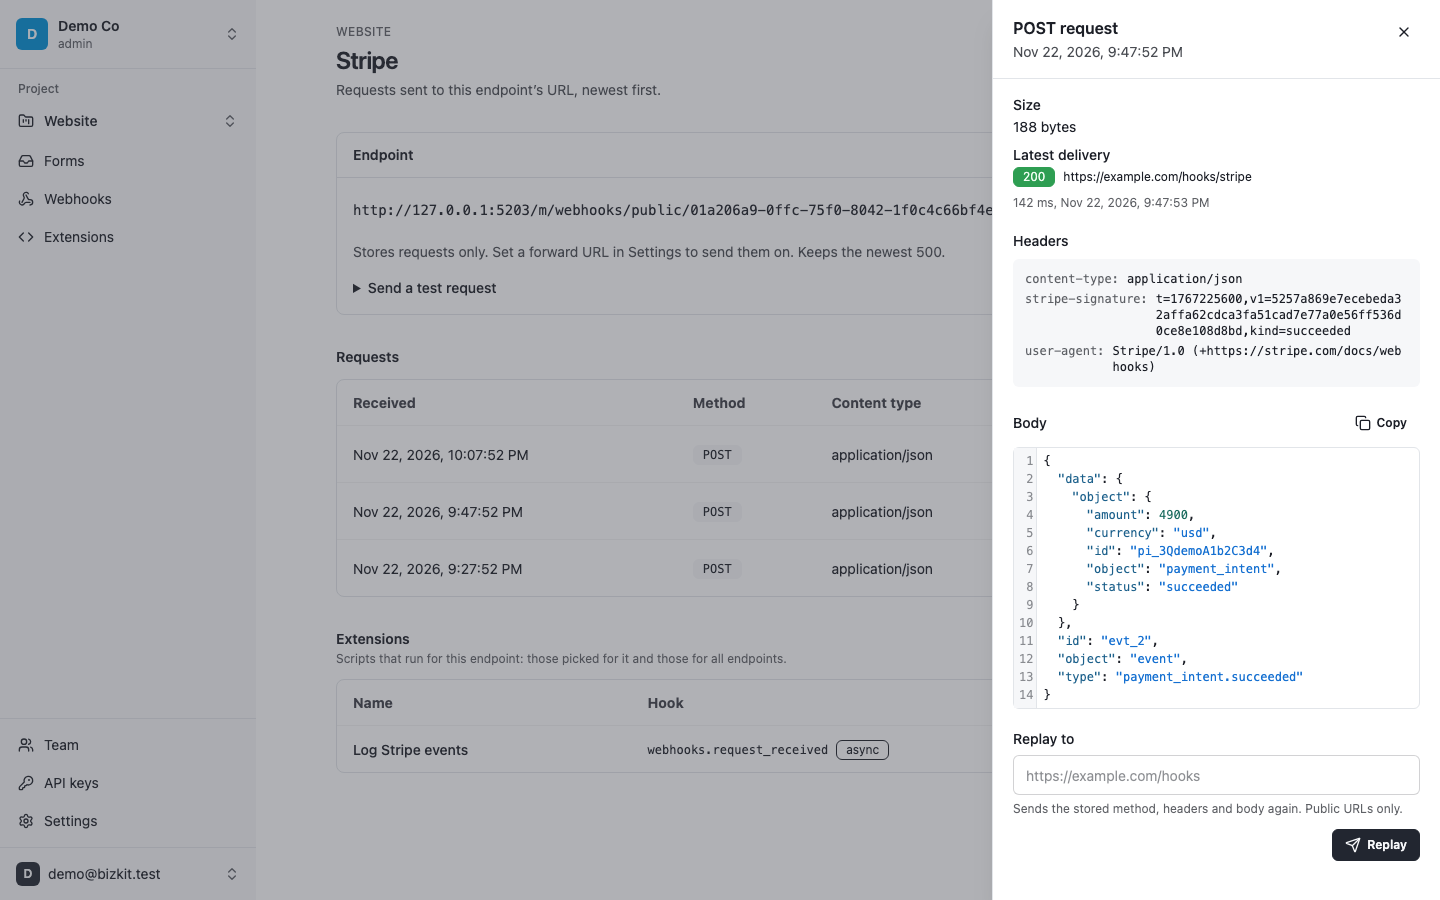 D
Demo Co
admin
Project
Website
Forms
Webhooks
Extensions
Team
API keys
Settings
D
demo@bizkit.test
WEBSITE
Stripe
Requests sent to this endpoint’s URL, newest first.
Endpoint
http://127.0.0.1:5203/m/webhooks/public/01a206a9-0ffc-75f0-8042-1f0c4c66bf4e
Stores requests only. Set a forward URL in Settings to send them on. Keeps the newest 500.
Send a test request
Requests
Received Method Content type
Nov 22, 2026, 10:07:52 PM POST application/json
Nov 22, 2026, 9:47:52 PM POST application/json
Nov 22, 2026, 9:27:52 PM POST application/json
Extensions
Scripts that run for this endpoint: those picked for it and those for all endpoints.
Name Hook
Log Stripe events webhooks.request_received async
POST request
Nov 22, 2026, 9:47:52 PM
Size
188 bytes
Latest delivery
200 https://example.com/hooks/stripe
142 ms, Nov 22, 2026, 9:47:53 PM
Headers
content-type: application/json
stripe-signature: t=1767225600,v1=5257a869e7ecebeda3
2affa62cdca3fa51cad7e77a0e56ff536d
0ce8e108d8bd,kind=succeeded
user-agent: Stripe/1.0 (+https://stripe.com/docs/web
hooks)
Body Copy
1 {
2 "data": {
3 "object": {
4 "amount": 4900,
5 "currency": "usd",
6 "id": "pi_3QdemoA1b2C3d4",
7 "object": "payment_intent",
8 "status": "succeeded"
9 }
10 },
11 "id": "evt_2",
12 "object": "event",
13 "type": "payment_intent.succeeded"
14 }
Replay to
https://example.com/hooks
Sends the stored method, headers and body again. Public URLs only.
Replay